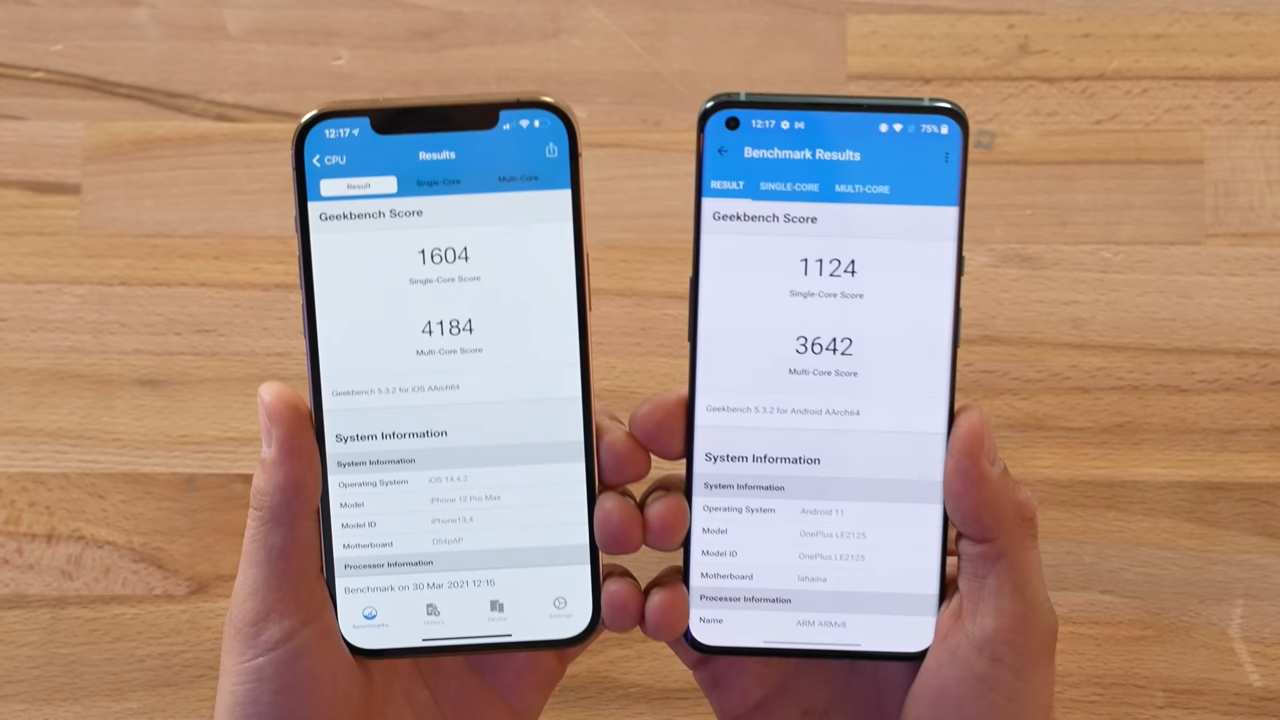 12:17
CPU
Results
Result
Single-Core
Multi-Core
Geekbench Score
1604
Single-Core Score
4184
Multi-Core Score
Geekbench 5.3.2 for iOS AArch64
System Information
System Information
Operating System iOS 14.4.2
Model iPhone 12 Pro Max
Model ID iPhone13,4
Motherboard D54pAP
Processor Information
Benchmark on 30 Mar 2021 12:15
Benchmarks
History
Settings
12:17
75%
Benchmark Results
RESULT
SINGLE-CORE
MULTI-CORE
Geekbench Score
1124
Single-Core Score
3642
Multi-Core Score
Geekbench 5.3.2 for Android AArch64
System Information
System Information
Operating System Android 11
Model OnePlus LE2125
Model ID OnePlus LE2125
Motherboard lahaina
Processor Information
Name ARM ARMv8